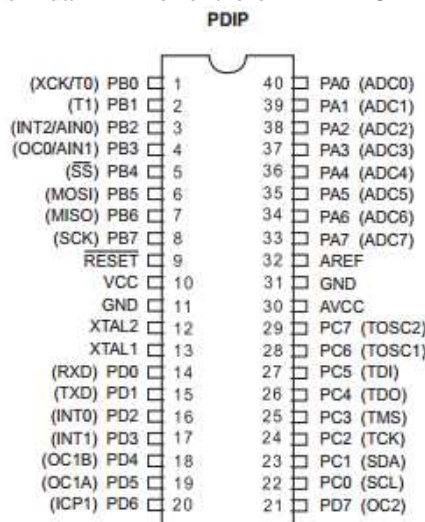 PDIP
(XCK/T0) PB0 1 40 PA0 (ADC0)
(T1) PB1 2 39 PA1 (ADC1)
(INT2/AIN0) PB2 3 38 PA2 (ADC2)
(OC0/AIN1) PB3 4 37 PA3 (ADC3)
(SS) PB4 5 36 PA4 (ADC4)
(MOSI) PB5 6 35 PA5 (ADC5)
(MISO) PB6 7 34 PA6 (ADC6)
(SCK) PB7 8 33 PA7 (ADC7)
RESET 9 32 AREF
VCC 10 31 GND
GND 11 30 AVCC
XTAL2 12 29 PC7 (TOSC2)
XTAL1 13 28 PC6 (TOSC1)
(RXD) PD0 14 27 PC5 (TDI)
(TXD) PD1 15 26 PC4 (TDO)
(INT0) PD2 16 25 PC3 (TMS)
(INT1) PD3 17 24 PC2 (TCK)
(OC1B) PD4 18 23 PC1 (SDA)
(OC1A) PD5 19 22 PC0 (SCL)
(ICP1) PD6 20 21 PD7 (OC2)